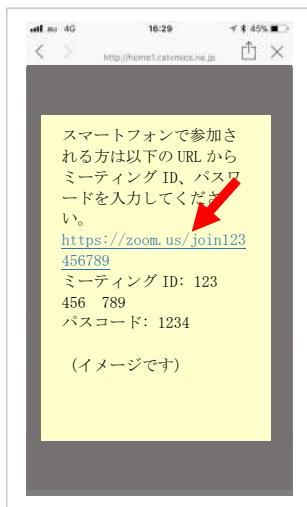 au 4G 16:29 45%
http://home1.catvmics.ne.jp
スマートフォンで参加さ
れる方は以下の URL から
ミーティング ID、パスワ
ードを入力してくださ
い。
https://zoom.us/join123
456789
ミーティング ID: 123
456 789
パスコード: 1234
(イメージです)